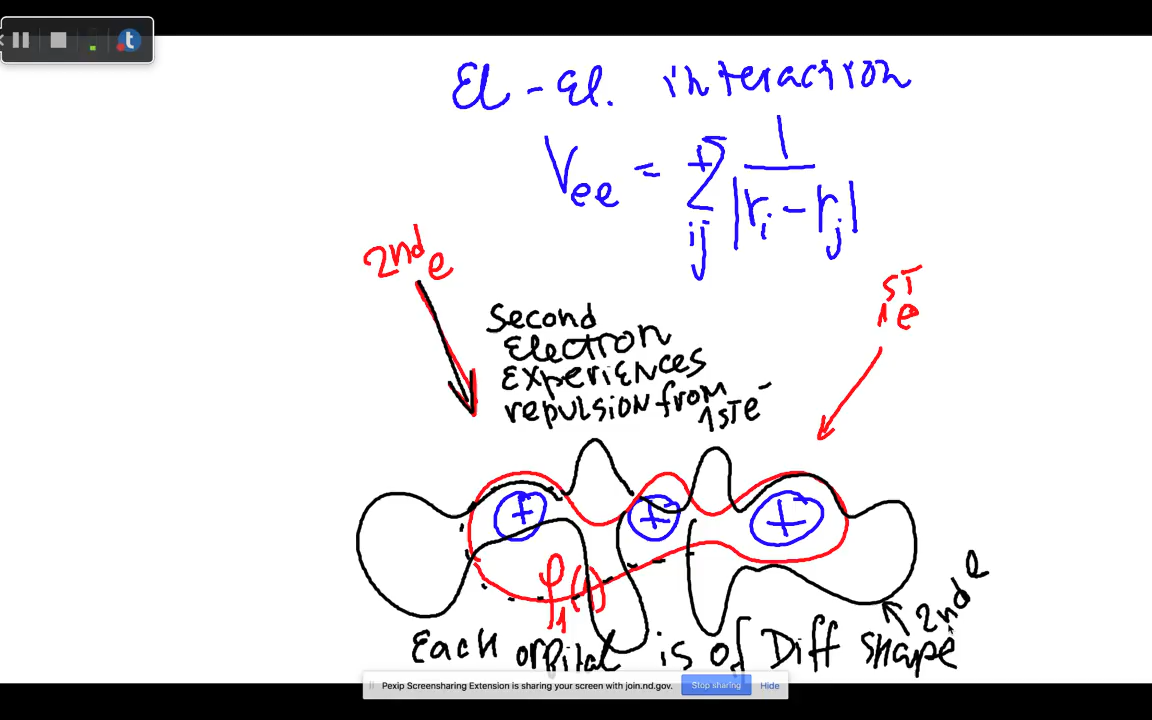 El - El. interaction
Vee = Σ ij 1 / |ri - rj|
2nd e
1ST e
Second
Electron
Experiences
repulsion from
1ST e⁻
+ + +
φ1(r)
2nd e
Each orbital is of Diff shape
Pexip Screensharing Extension is sharing your screen with join.nd.gov. Stop sharing Hide
t